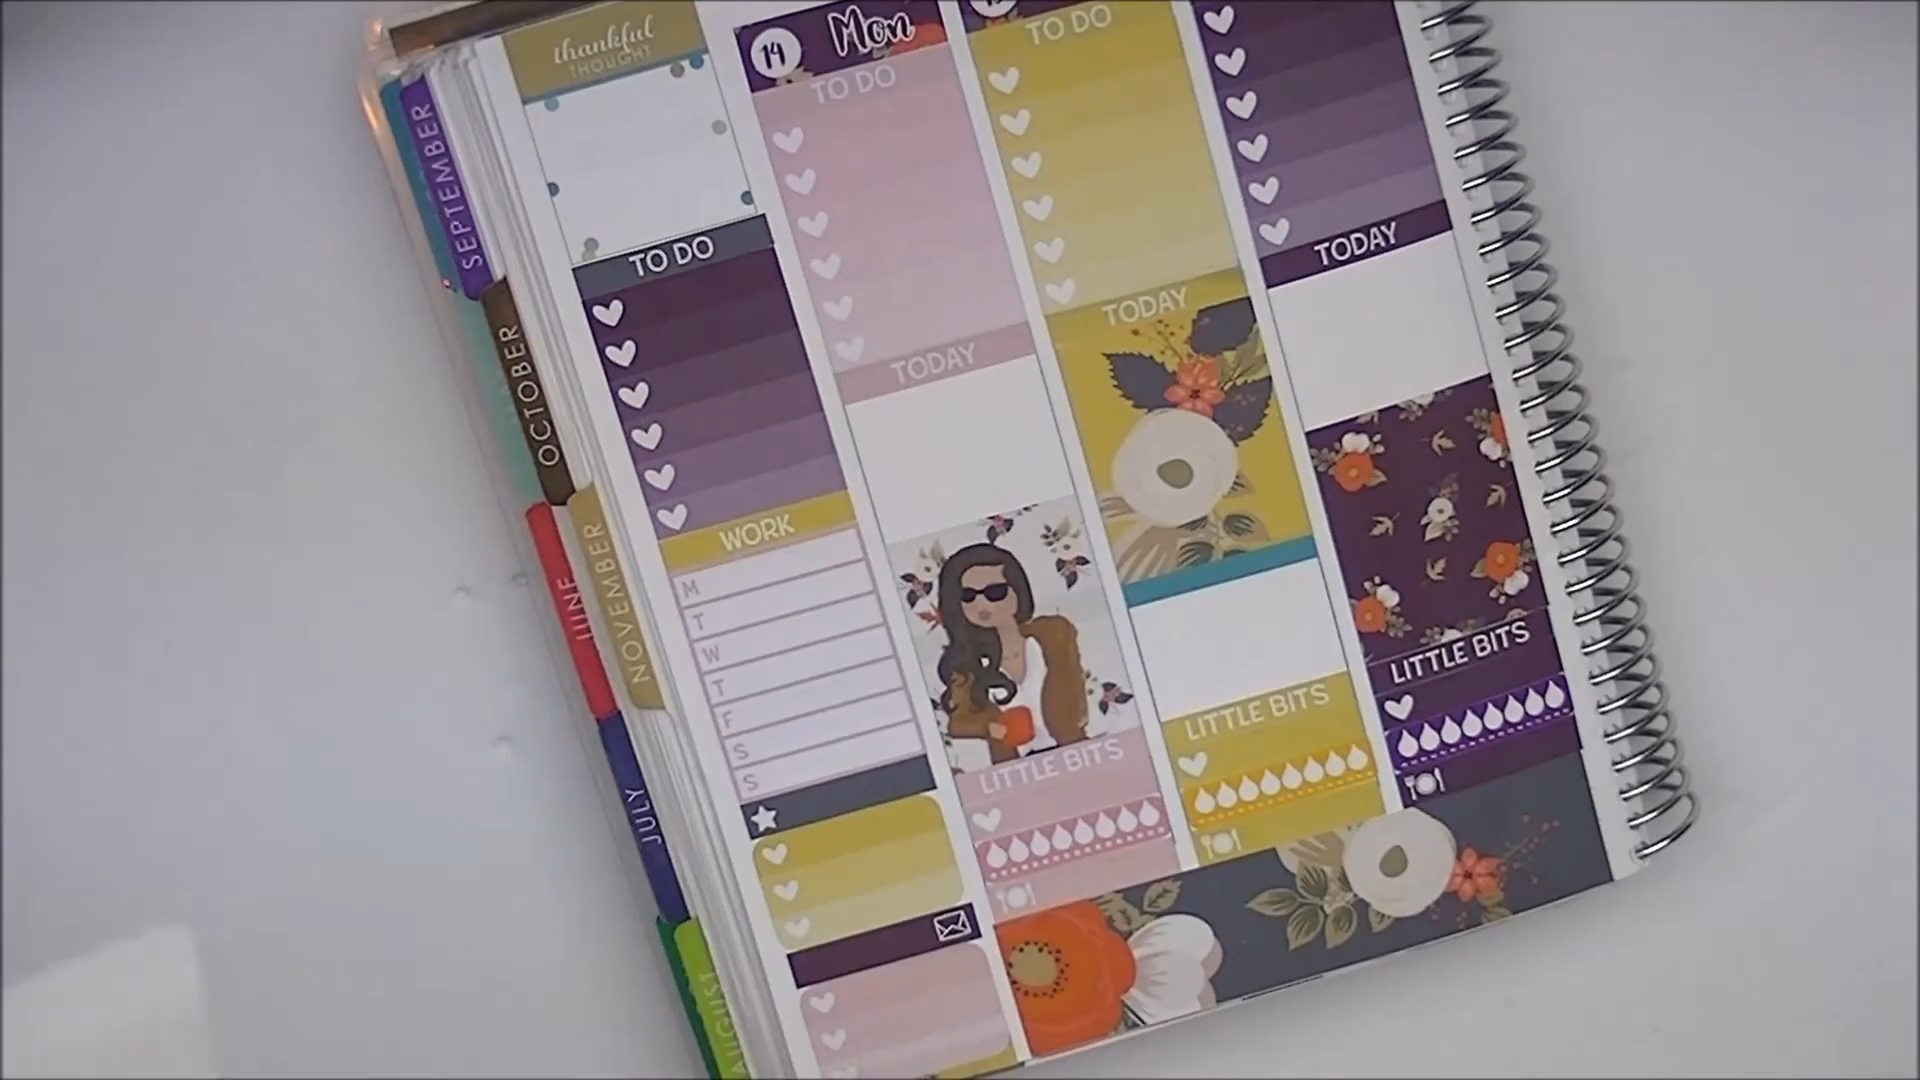 thankful
THOUGHT
TO DO
WORK
M
T
W
T
F
S
S
14 Mon
TO DO
TODAY
LITTLE BITS
TO DO
TODAY
LITTLE BITS
TODAY
LITTLE BITS
SEPTEMBER
OCTOBER
NOVEMBER
JUNE
JULY
AUGUST